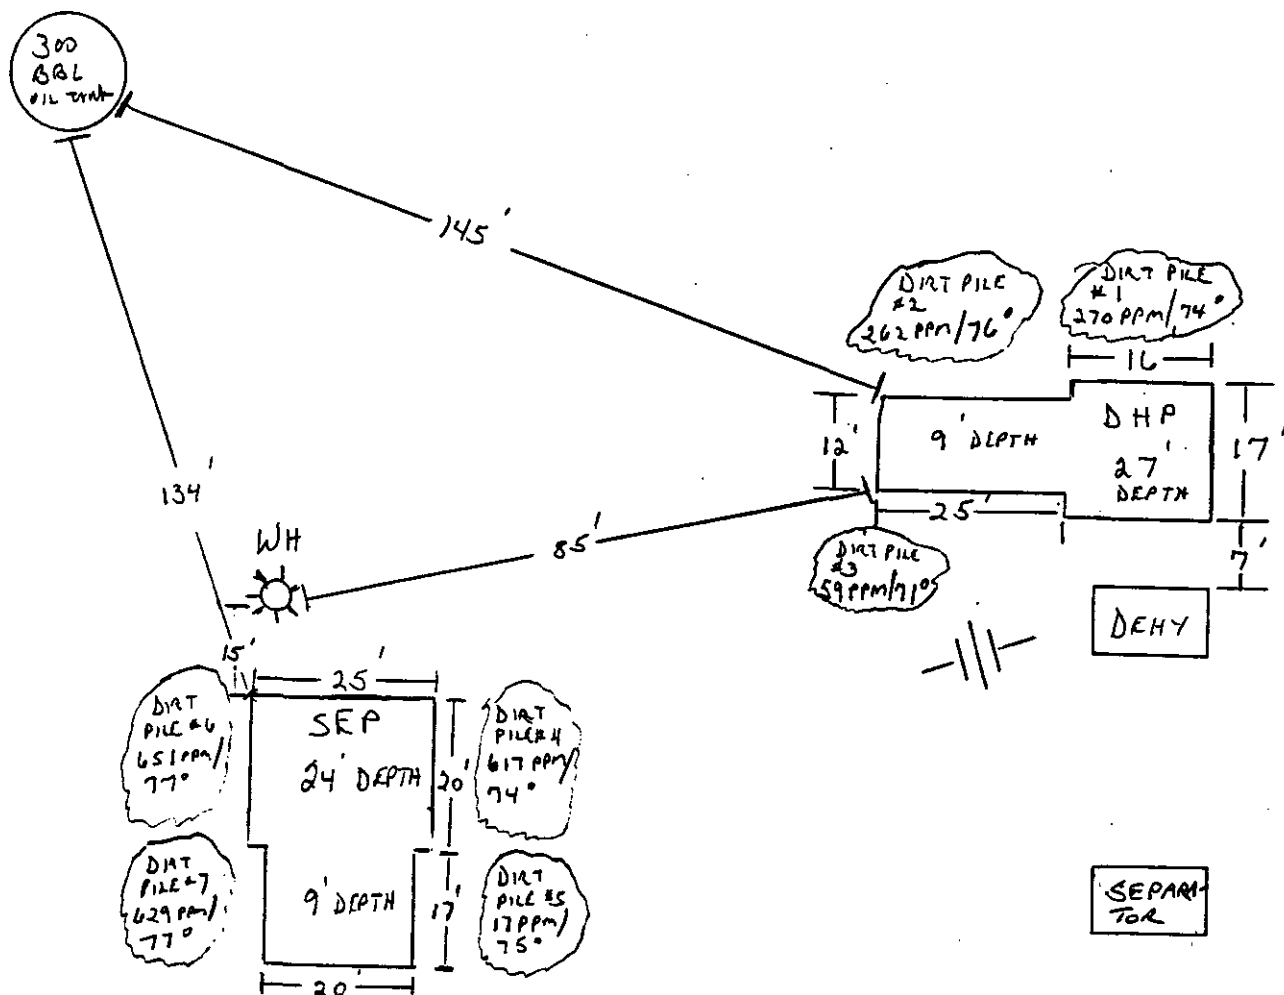 300
BBL
OIL TANK
145'
DIRT PILE
#2
262 PPM/76°
DIRT PILE
#1
270 PPM/74°
16
12'
9' DEPTH
DHP
27'
DEPTH
17'
25'
7'
134'
WH
85'
DIRT PILE
#3
59 PPM/71°
DEHY
15'
25'
DIRT
PILE #6
651 PPM/
77°
SEP
24' DEPTH
20'
DIRT
PILE #4
617 PPM/
74°
DIRT
PILE #7
629 PPM/
77°
9' DEPTH
17'
DIRT
PILE #5
17 PPM/
75°
SEPARA-
TOR
20'